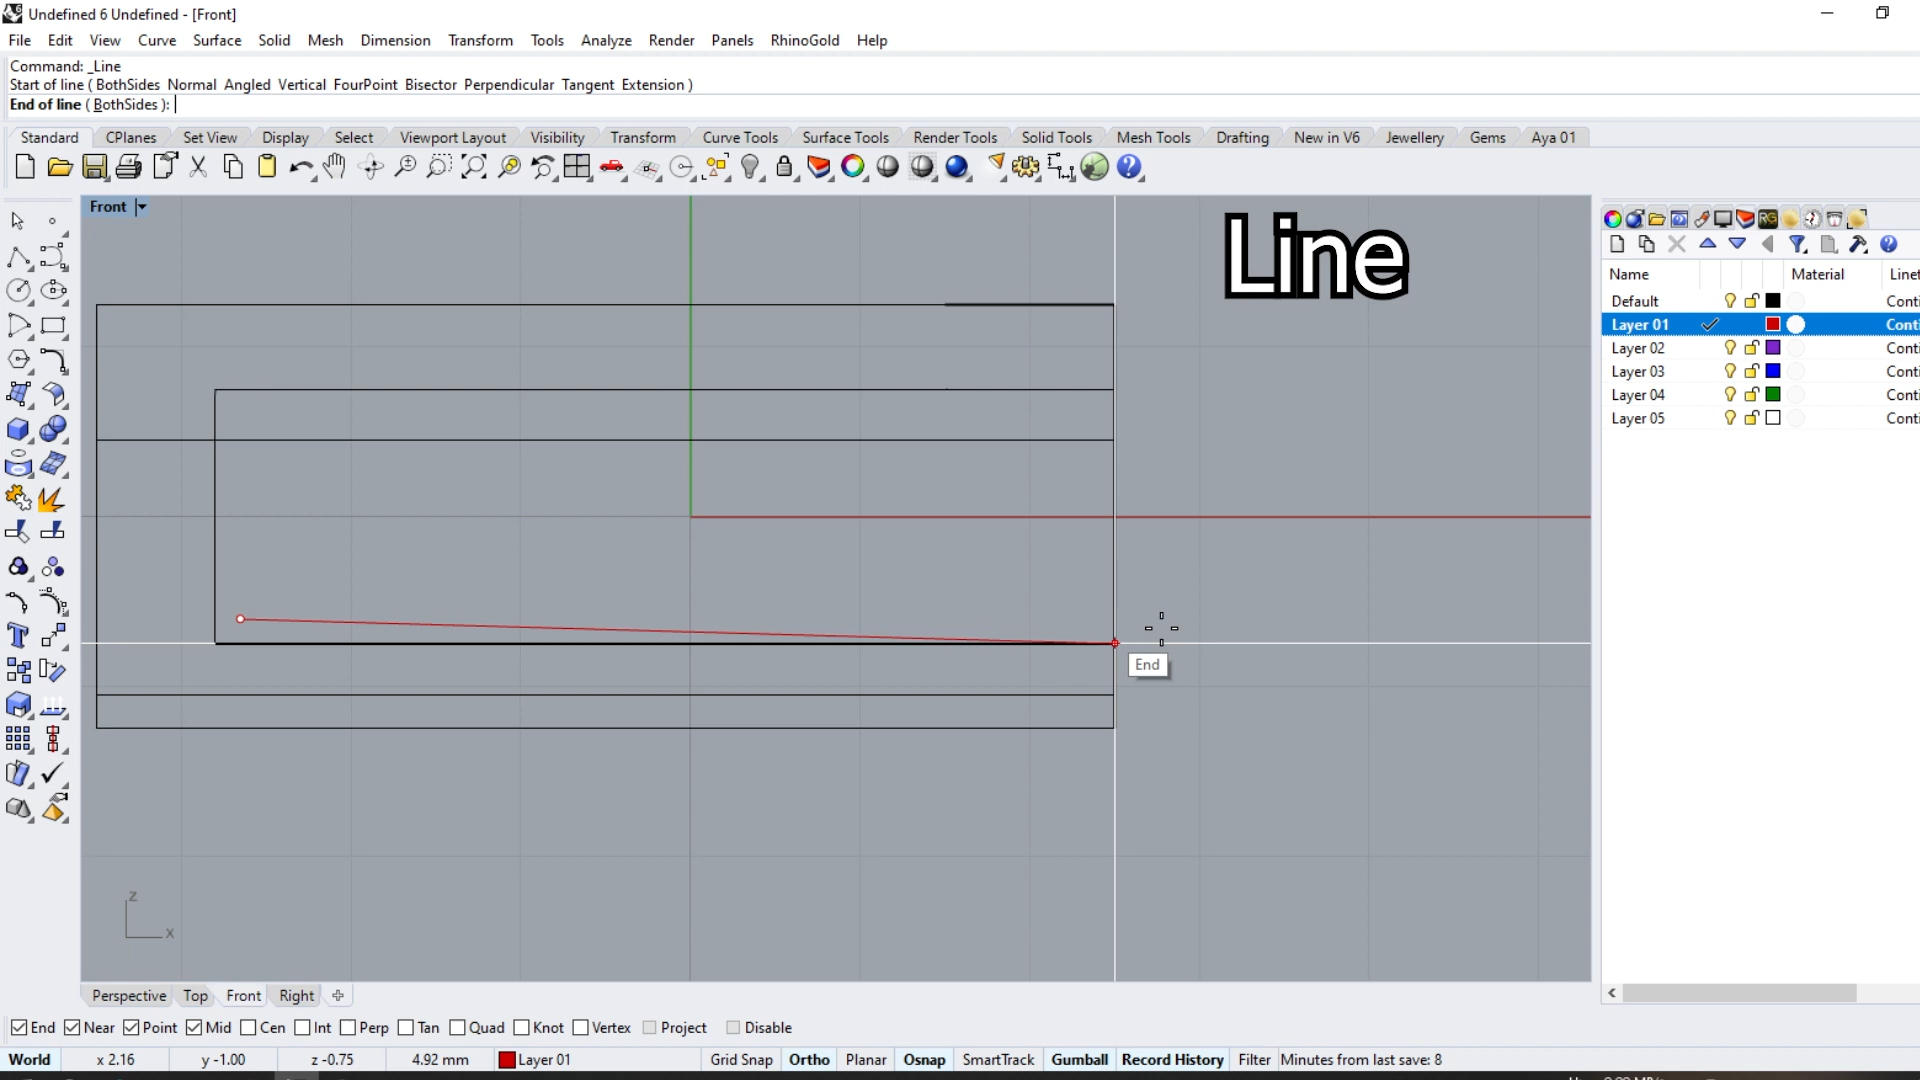 Undefined 6 Undefined - [Front]
File Edit View Curve Surface Solid Mesh Dimension Transform Tools Analyze Render Panels RhinoGold Help
Command: _Line
Start of line ( BothSides Normal Angled Vertical FourPoint Bisector Perpendicular Tangent Extension )
End of line ( BothSides ):
Standard CPlanes Set View Display Select Viewport Layout Visibility Transform Curve Tools Surface Tools Render Tools Solid Tools Mesh Tools Drafting New in V6 Jewellery Gems Aya 01
Front
Line
Name Material Linet
Default Conti
Layer 01 Conti
Layer 02 Conti
Layer 03 Conti
Layer 04 Conti
Layer 05 Conti
End
z
x
Perspective Top Front Right
End Near Point Mid Cen Int Perp Tan Quad Knot Vertex Project Disable
World x 2.16 y -1.00 z -0.75 4.92 mm Layer 01 Grid Snap Ortho Planar Osnap SmartTrack Gumball Record History Filter Minutes from last save: 8